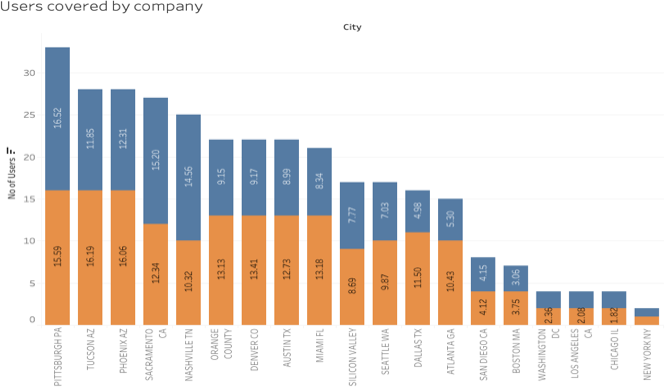 Users covered by company
City
No of Users
30
25
20
15
10
5
0
16.52
11.85
12.31
15.20
14.56
9.15
9.17
8.99
8.34
7.77
7.03
4.98
5.30
4.15
3.06
15.59
16.19
16.06
12.34
10.32
13.13
13.41
12.73
13.18
8.69
9.87
11.50
10.43
4.12
3.75
2.36
2.08
1.82
PITTSBURGH PA
TUCSON AZ
PHOENIX AZ
SACRAMENTO
CA
NASHVILLE TN
ORANGE
COUNTY
DENVER CO
AUSTIN TX
MIAMI FL
SILICON VALLEY
SEATTLE WA
DALLAS TX
ATLANTA GA
SAN DIEGO CA
BOSTON MA
WASHINGTON
DC
LOS ANGELES
CA
CHICAGO IL
NEW YORK NY